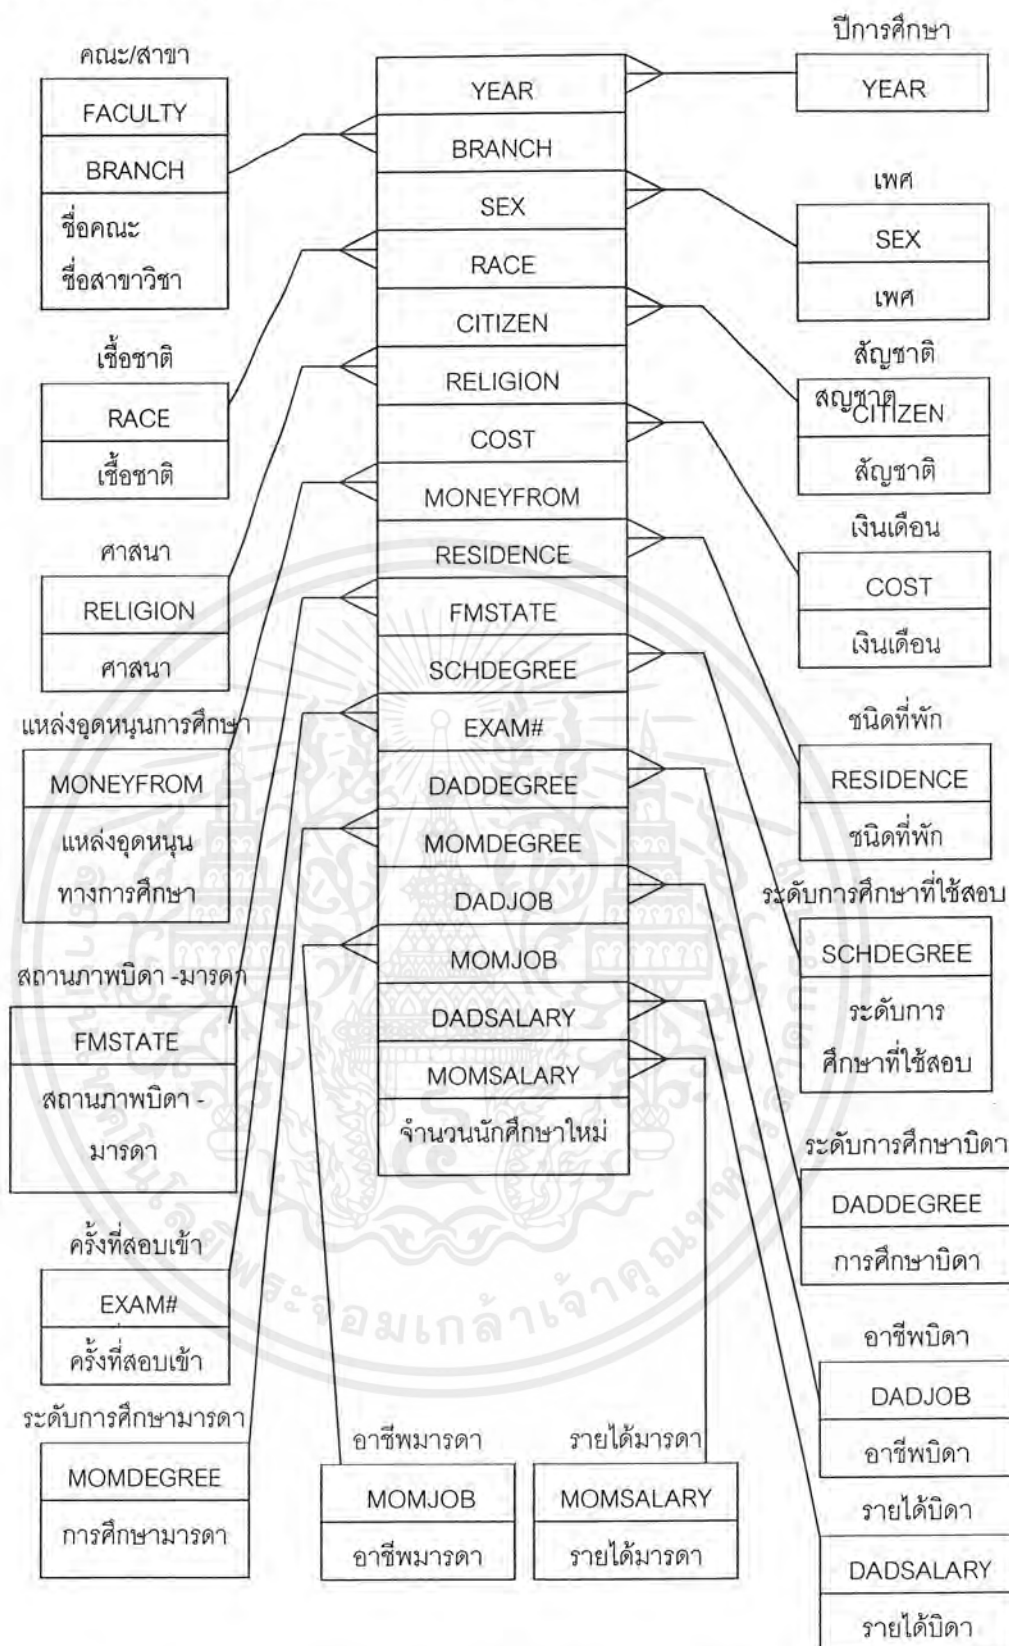 คณะ/สาขา
FACULTY
BRANCH
ชื่อคณะ
ชื่อสาขาวิชา
เชื้อชาติ
RACE
เชื้อชาติ
ศาสนา
RELIGION
ศาสนา
แหล่งอุดหนุนการศึกษา
MONEYFROM
แหล่งอุดหนุน
ทางการศึกษา
สถานภาพบิดา -มารดา
FMSTATE
สถานภาพบิดา -
มารดา
ครั้งที่สอบเข้า
EXAM#
ครั้งที่สอบเข้า
ระดับการศึกษามารดา
MOMDEGREE
การศึกษามารดา
YEAR
BRANCH
SEX
RACE
CITIZEN
RELIGION
COST
MONEYFROM
RESIDENCE
FMSTATE
SCHDEGREE
EXAM#
DADDEGREE
MOMDEGREE
DADJOB
MOMJOB
DADSALARY
MOMSALARY
จำนวนนักศึกษาใหม่
อาชีพมารดา
MOMJOB
อาชีพมารดา
รายได้มารดา
MOMSALARY
รายได้มารดา
ปีการศึกษา
YEAR
เพศ
SEX
เพศ
สัญชาติ
สัญชาติ
CITIZEN
สัญชาติ
เงินเดือน
COST
เงินเดือน
ชนิดที่พัก
RESIDENCE
ชนิดที่พัก
ระดับการศึกษาที่ใช้สอบ
SCHDEGREE
ระดับการ
ศึกษาที่ใช้สอบ
ระดับการศึกษาบิดา
DADDEGREE
การศึกษาบิดา
อาชีพบิดา
DADJOB
อาชีพบิดา
รายได้บิดา
DADSALARY
รายได้บิดา